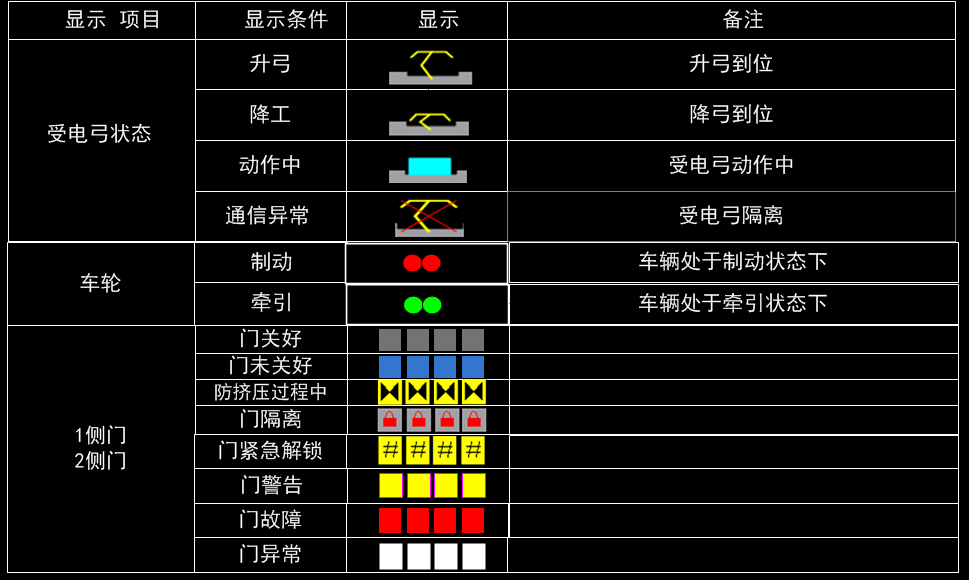 显示 项目 显示条件 显示 备注
升弓 升弓到位
降工 降弓到位
受电弓状态
动作中 受电弓动作中
通信异常 受电弓隔离
制动 车辆处于制动状态下
车轮
牵引 车辆处于牵引状态下
门关好
门未关好
防挤压过程中
门隔离
1侧门
2侧门
门紧急解锁 # # # #
门警告
门故障
门异常